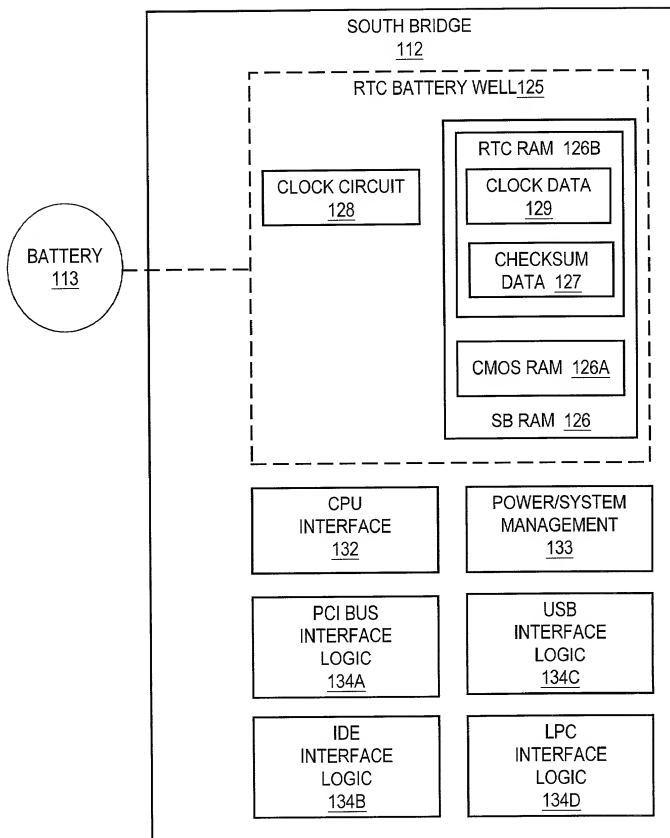 SOUTH BRIDGE
112
RTC BATTERY WELL125
RTC RAM 126B
CLOCK CIRCUIT
128
CLOCK DATA
129
BATTERY
113
CHECKSUM
DATA 127
CMOS RAM 126A
SB RAM 126
CPU
INTERFACE
132
POWER/SYSTEM
MANAGEMENT
133
PCI BUS
INTERFACE
LOGIC
134A
USB
INTERFACE
LOGIC
134C
IDE
INTERFACE
LOGIC
134B
LPC
INTERFACE
LOGIC
134D